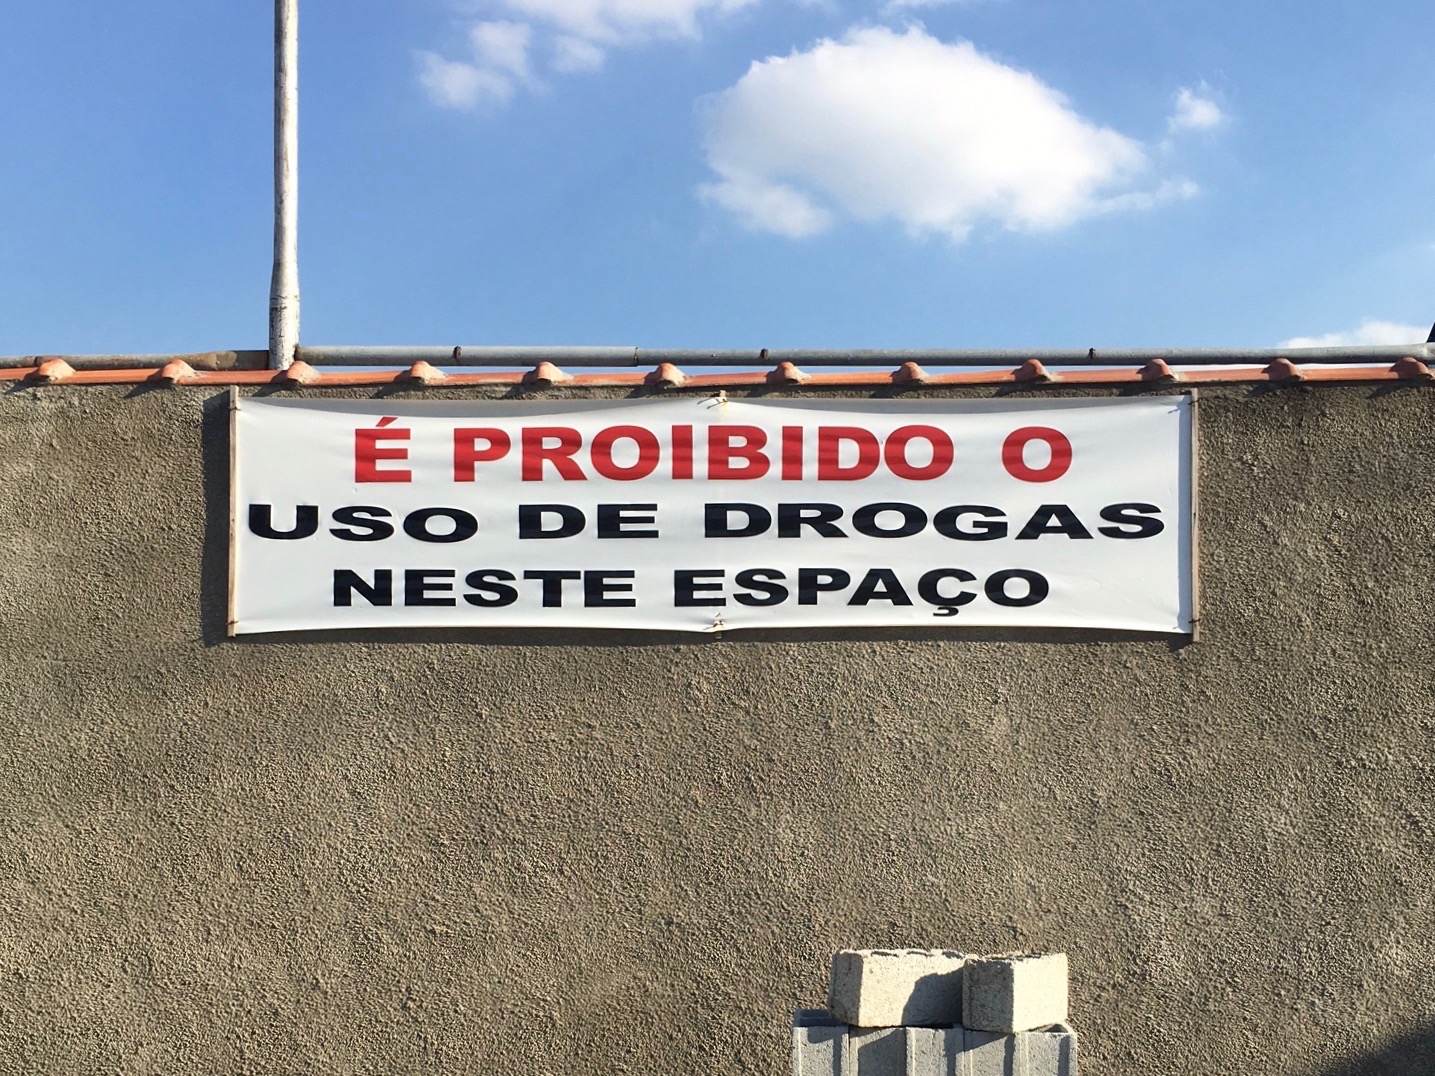 É PROIBIDO O
USO DE DROGAS
NESTE ESPAÇO